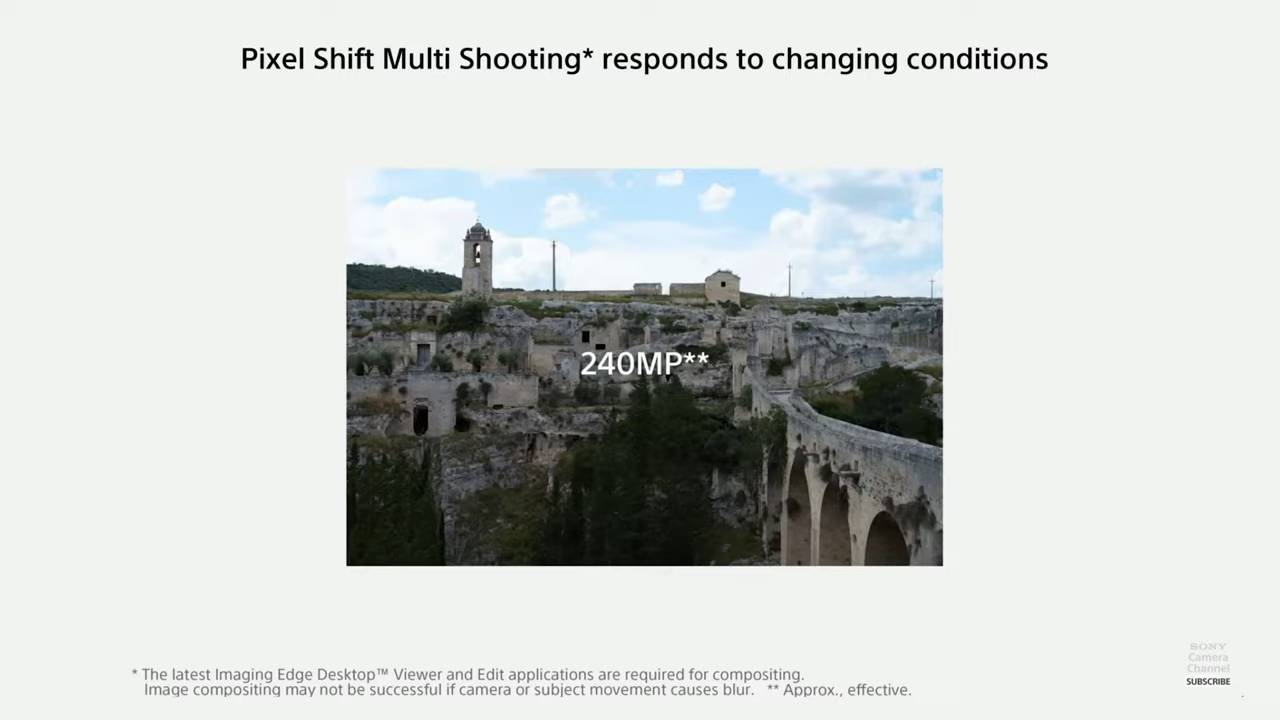 Pixel Shift Multi Shooting* responds to changing conditions
240MP**
* The latest Imaging Edge Desktop™ Viewer and Edit applications are required for compositing.
Image compositing may not be successful if camera or subject movement causes blur. ** Approx., effective.
SONY
Camera
Channel
SUBSCRIBE